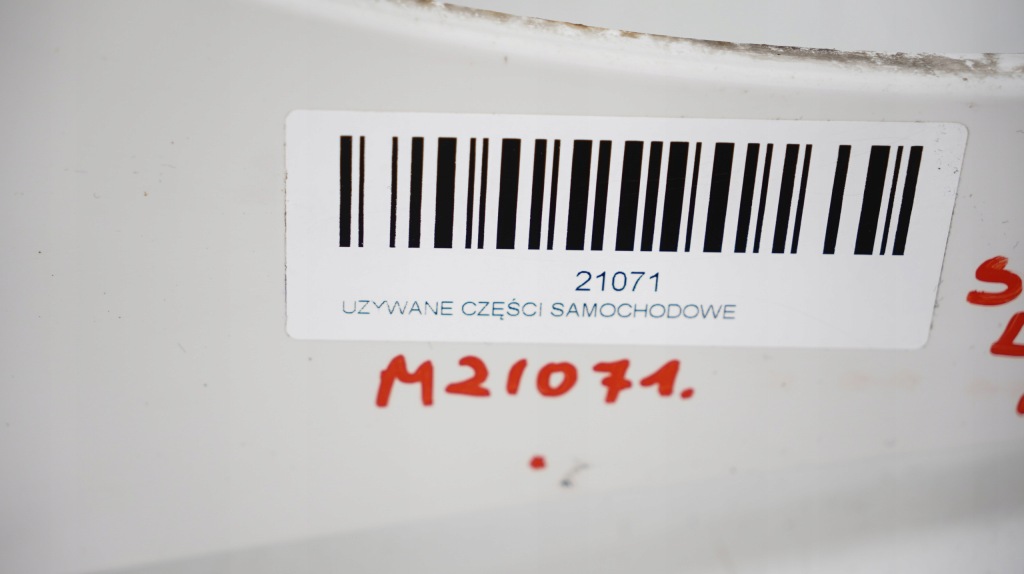 21071
UZYWANE CZĘŚCI SAMOCHODOWE
M21071.